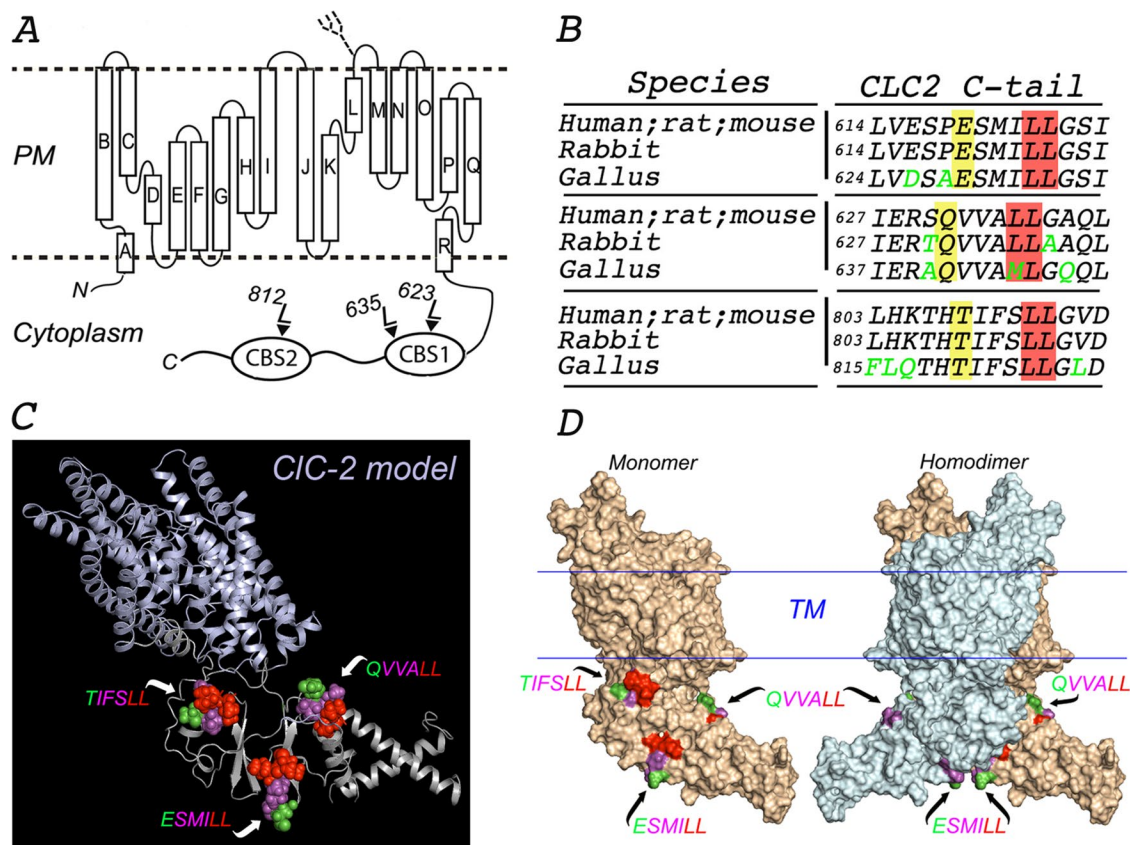 A
B C D E F G H I J K L M N O P Q
A R
PM
N
Cytoplasm
812
635
623
C
CBS2
CBS1
B
Species CLC2 C-tail
Human;rat;mouse 614 LVESPESMILLGSI
Rabbit 614 LVESPESMILLGSI
Gallus 624 LVDSAESMILLGSI
Human;rat;mouse 627 IERSQVVALLGAQL
Rabbit 627 IERTQVVALLAAQL
Gallus 637 IERAQVVAMLGQQL
Human;rat;mouse 803 LHKTHTIFSLLGVD
Rabbit 803 LHKTHTIFSLLGVD
Gallus 815 FLQTHTIFSLLGLD
C
ClC-2 model
TIFSLL
QVVALL
ESMILL
D
Monomer
Homodimer
TM
TIFSLL
QVVALL
QVVALL
ESMILL
ESMILL